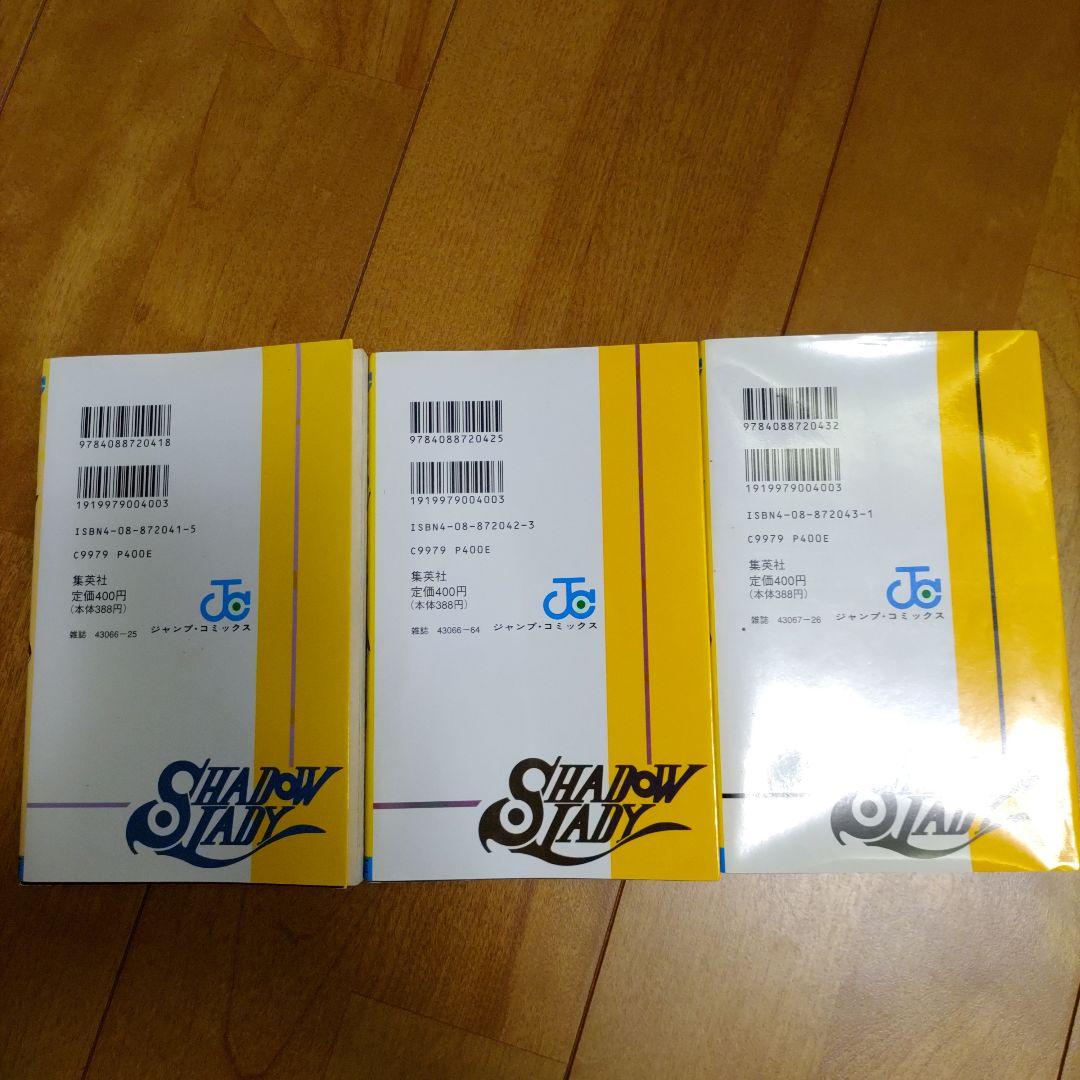 9784088720418
1919979004003
ISBN4-08-872041-5
C9979 P400E
集英社
定価400円
(本体388円)
雑誌 43066-25
JC
ジャンプ・コミックス
SHADOW
LADY
9784088720425
1919979004003
ISBN4-08-872042-3
C9979 P400E
集英社
定価400円
(本体388円)
雑誌 43066-64
JC
ジャンプ・コミックス
SHADOW
LADY
9784088720432
1919979004003
ISBN4-08-872043-1
C9979 P400E
集英社
定価400円
(本体388円)
雑誌 43067-26
JC
ジャンプ・コミックス
SHADOW
LADY